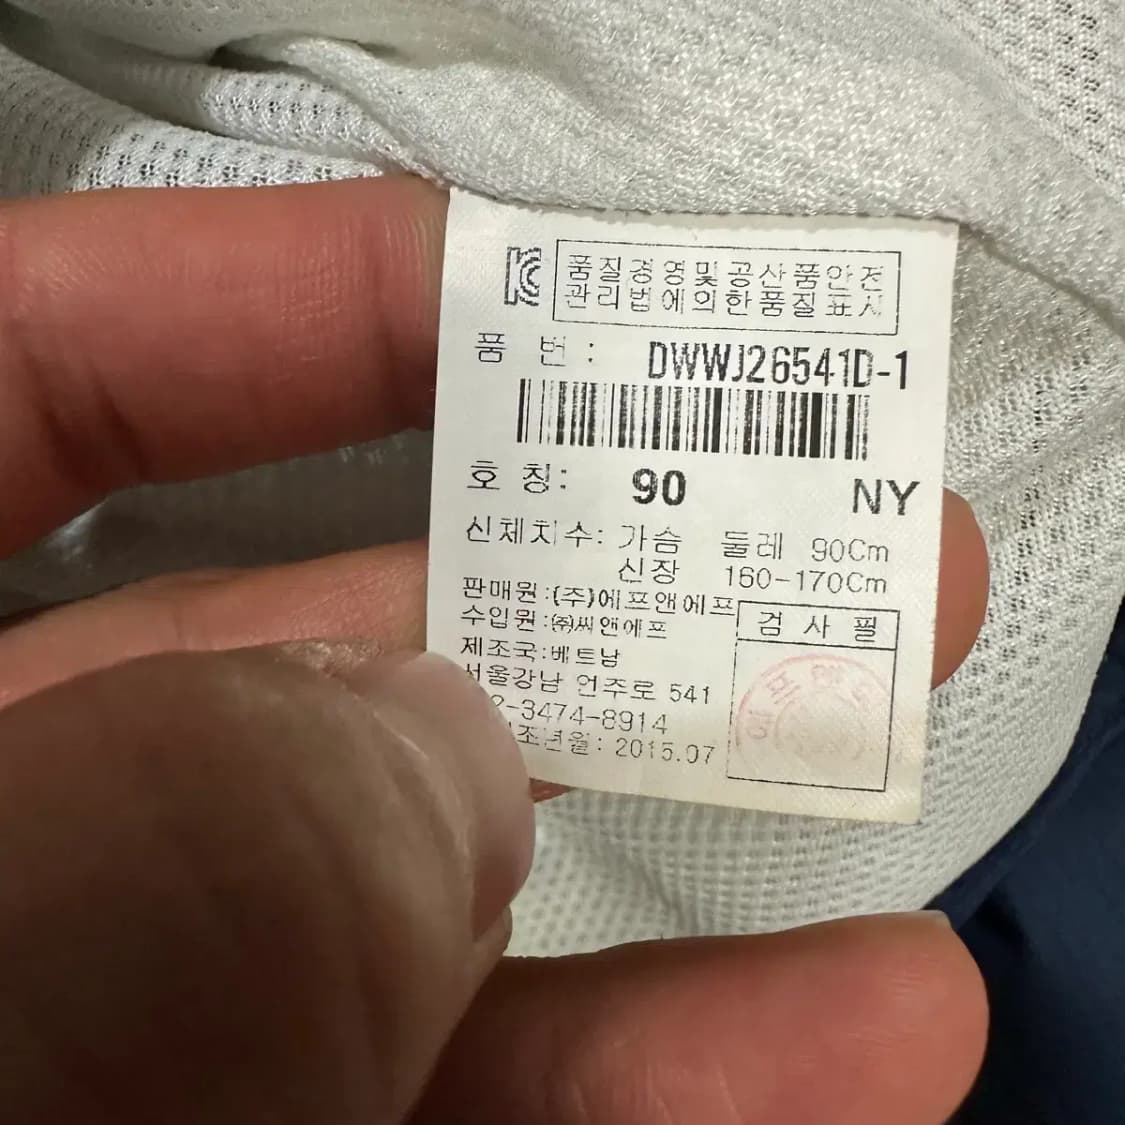 품질경영및공산품안전
관리법에의한품질표시
품 번 : DWWJ26541D-1
호 칭: 90 NY
신체치수: 가슴 둘레 90Cm
신장 160-170Cm
판매원:(주)에프앤에프
수입원:㈜씨앤에프
검 사 필
제조국:베트남
서울강남 언주로 541
2-3474-8914
조년월: 2015.07